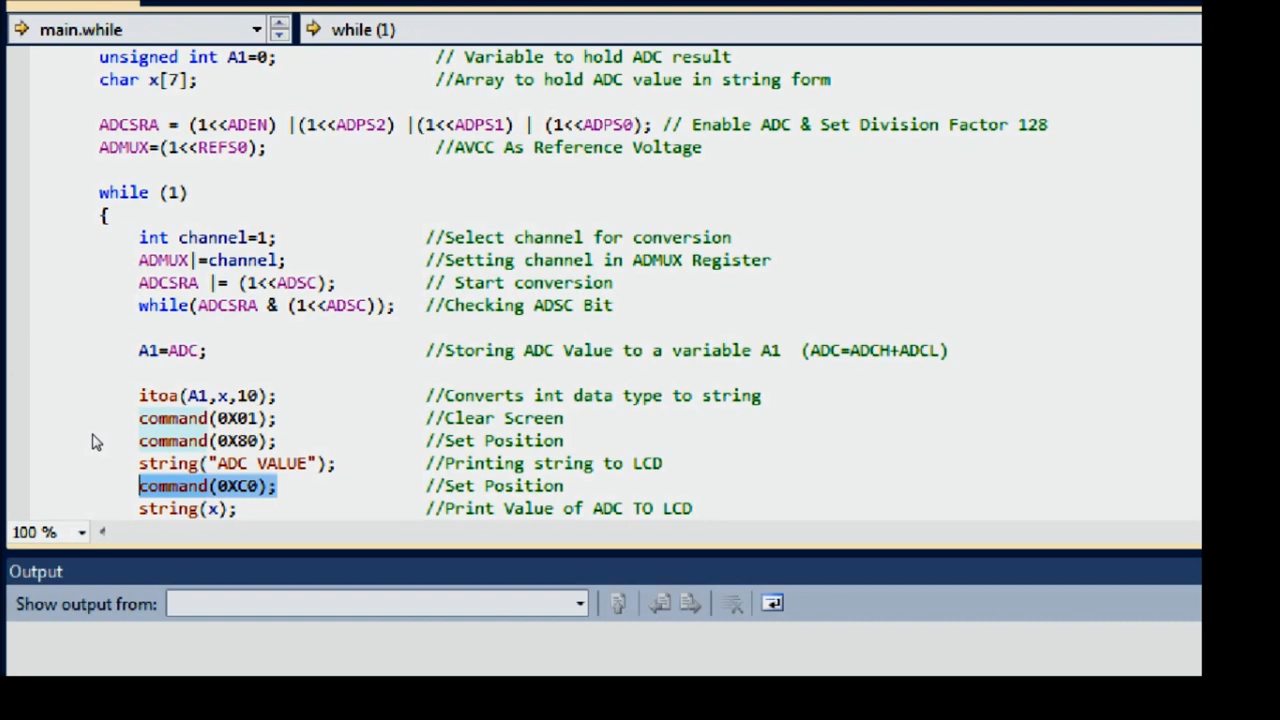 main.while while (1)
unsigned int A1=0; // Variable to hold ADC result
char x[7]; //Array to hold ADC value in string form
ADCSRA = (1<<ADEN) |(1<<ADPS2) |(1<<ADPS1) | (1<<ADPS0); // Enable ADC & Set Division Factor 128
ADMUX=(1<<REFS0); //AVCC As Reference Voltage
while (1)
{
int channel=1; //Select channel for conversion
ADMUX|=channel; //Setting channel in ADMUX Register
ADCSRA |= (1<<ADSC); // Start conversion
while(ADCSRA & (1<<ADSC)); //Checking ADSC Bit
A1=ADC; //Storing ADC Value to a variable A1 (ADC=ADCH+ADCL)
itoa(A1,x,10); //Converts int data type to string
command(0X01); //Clear Screen
command(0X80); //Set Position
string("ADC VALUE"); //Printing string to LCD
command(0XC0); //Set Position
string(x); //Print Value of ADC TO LCD
100 %
Output
Show output from: